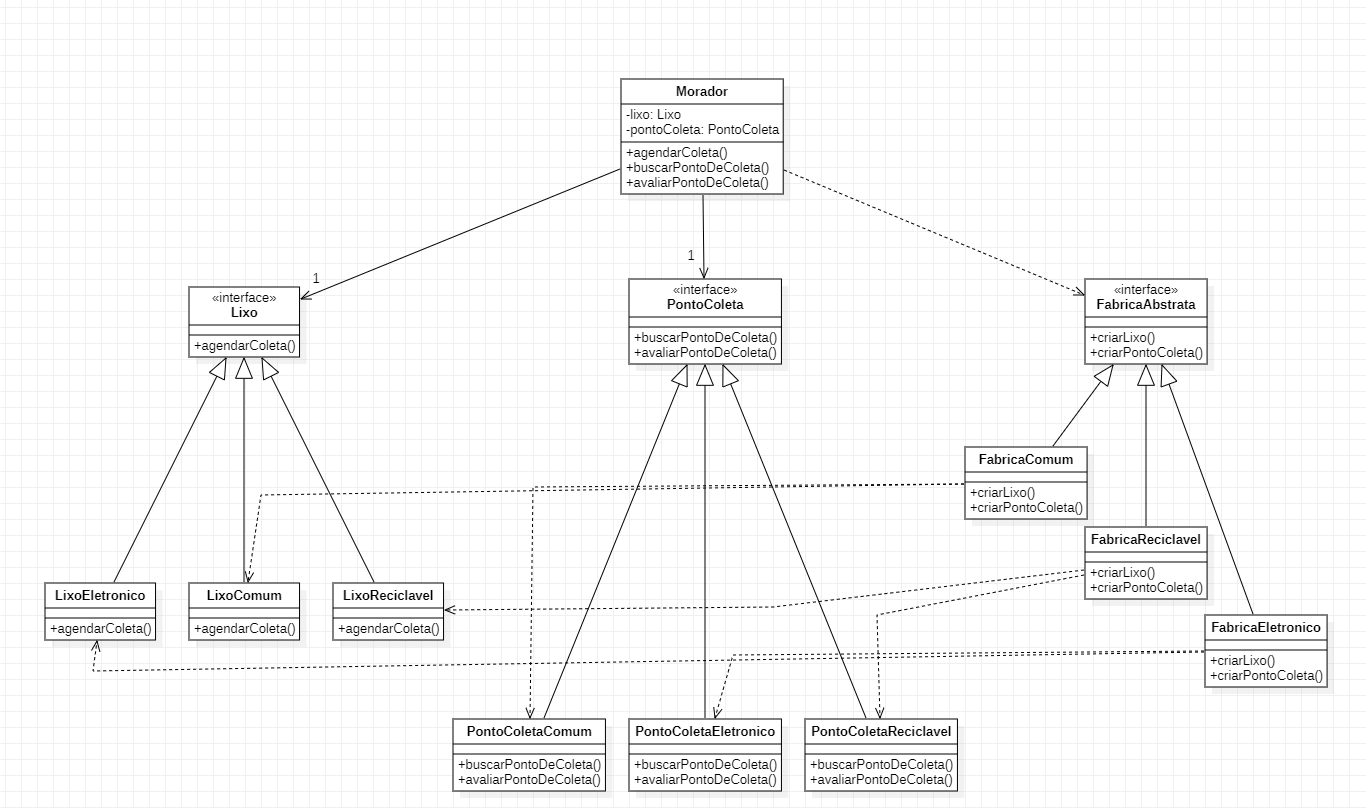 Morador
-lixo: Lixo
-pontoColeta: PontoColeta
+agendarColeta()
+buscarPontoDeColeta()
+avaliarPontoDeColeta()
1
1
«interface»
Lixo
+agendarColeta()
«interface»
PontoColeta
+buscarPontoDeColeta()
+avaliarPontoDeColeta()
«interface»
FabricaAbstrata
+criarLixo()
+criarPontoColeta()
FabricaComum
+criarLixo()
+criarPontoColeta()
FabricaReciclavel
+criarLixo()
+criarPontoColeta()
LixoEletronico
+agendarColeta()
LixoComum
+agendarColeta()
LixoReciclavel
+agendarColeta()
FabricaEletronico
+criarLixo()
+criarPontoColeta()
PontoColetaComum
+buscarPontoDeColeta()
+avaliarPontoDeColeta()
PontoColetaEletronico
+buscarPontoDeColeta()
+avaliarPontoDeColeta()
PontoColetaReciclavel
+buscarPontoDeColeta()
+avaliarPontoDeColeta()